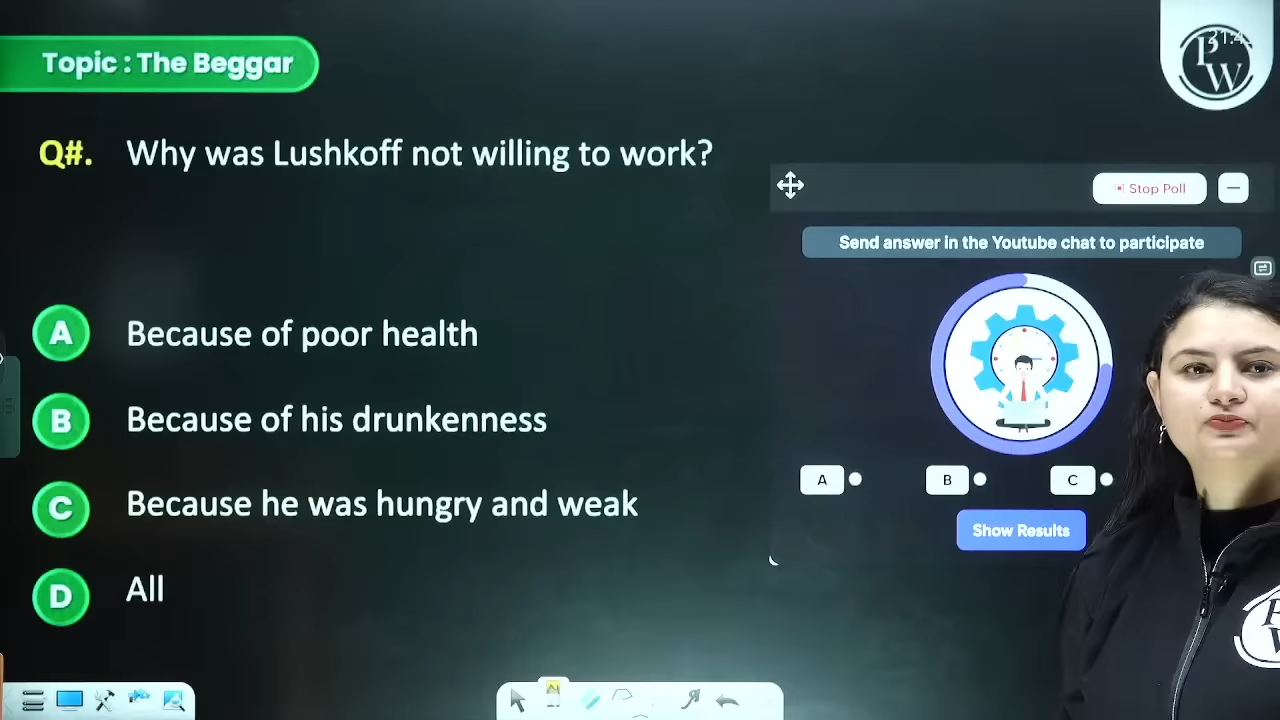 Topic : The Beggar
Q#. Why was Lushkoff not willing to work?
Stop Poll
Send answer in the Youtube chat to participate
A Because of poor health
B Because of his drunkenness
C Because he was hungry and weak
D All
A B C
Show Results
PW